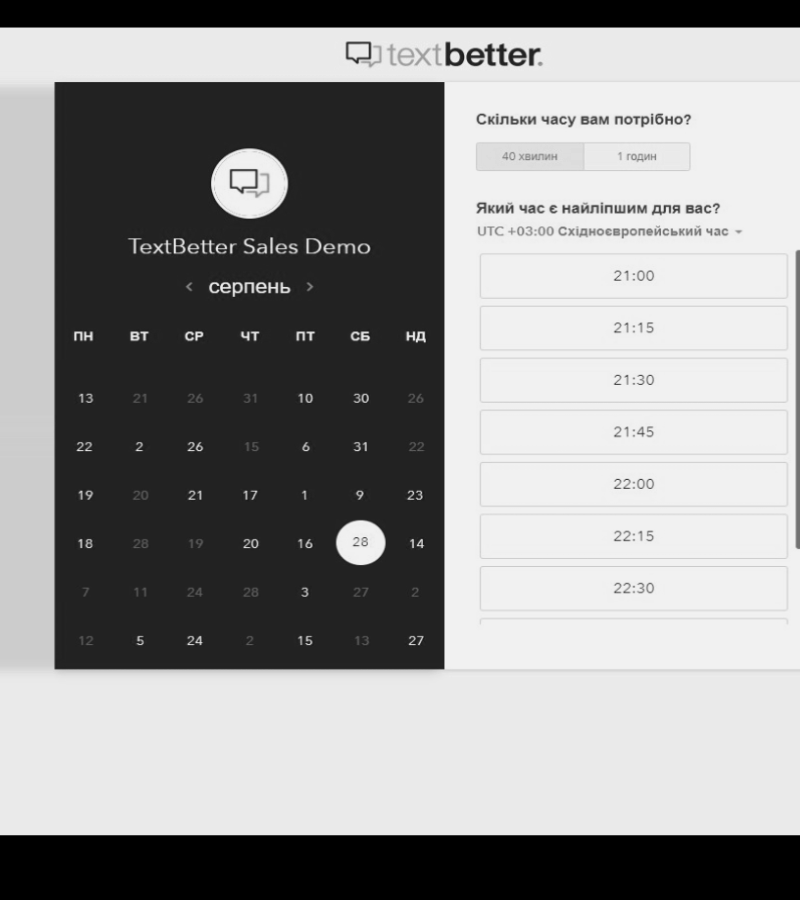 textbetter.
TextBetter Sales Demo
< серпень >
ПН ВТ СР ЧТ ПТ СБ НД
13 21 26 31 10 30 26
22 2 26 15 6 31 22
19 20 21 17 1 9 23
18 28 19 20 16 28 14
7 11 24 28 3 27 2
12 5 24 2 15 13 27
Скільки часу вам потрібно?
40 хвилин 1 годин
Який час є найліпшим для вас?
UTC +03:00 Східноєвропейський час
21:00
21:15
21:30
21:45
22:00
22:15
22:30